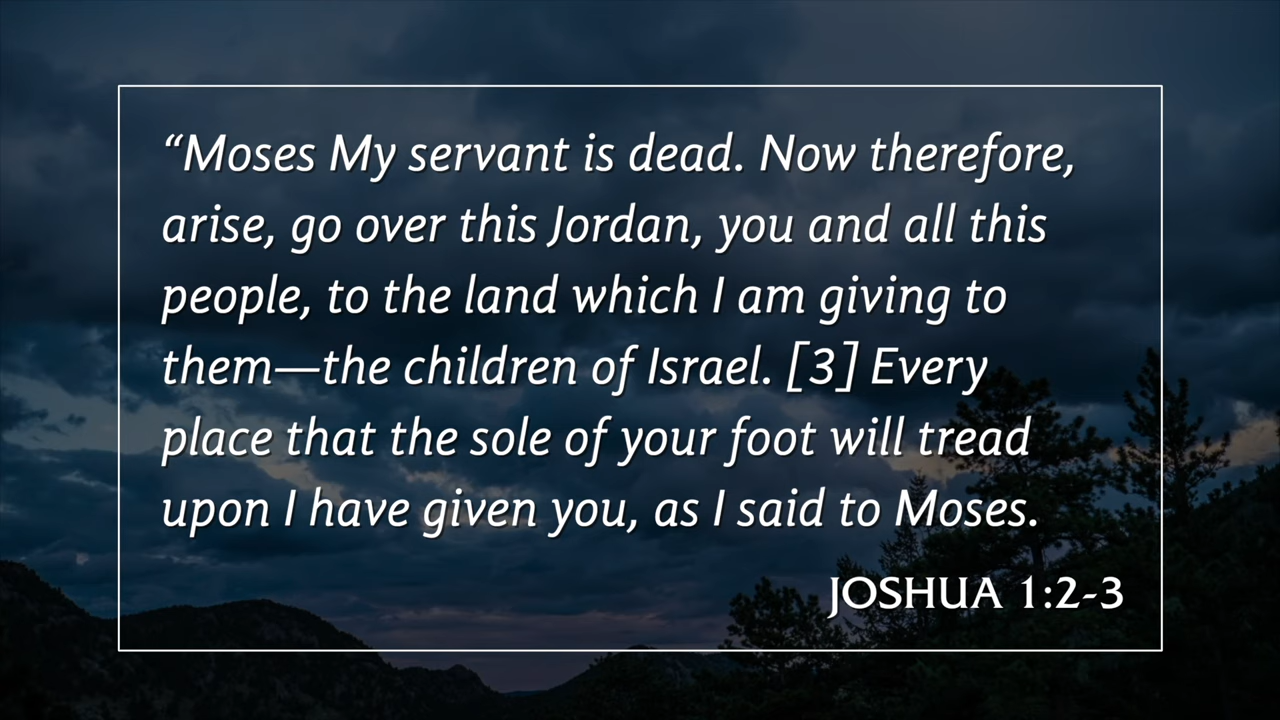 “Moses My servant is dead. Now therefore,
arise, go over this Jordan, you and all this
people, to the land which I am giving to
them—the children of Israel. [3] Every
place that the sole of your foot will tread
upon I have given you, as I said to Moses.
JOSHUA 1:2-3